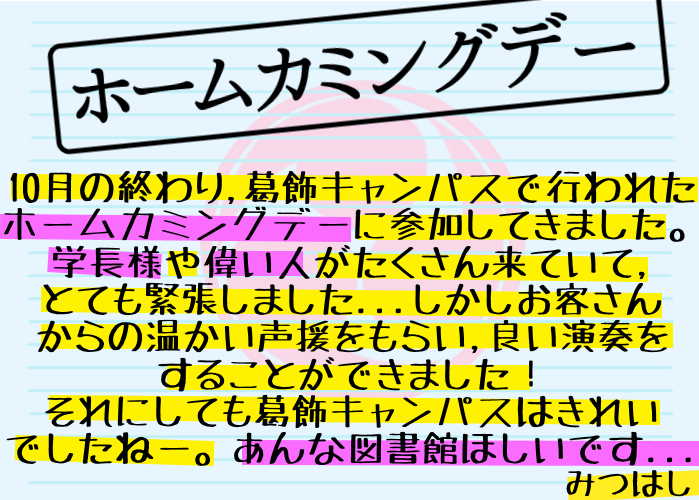 ホームカミングデー
10月の終わり,葛飾キャンパスで行われた
ホームカミングデーに参加してきました。
学長様や偉い人がたくさん来ていて,
とても緊張しました...しかしお客さん
からの温かい声援をもらい,良い演奏を
することができました！
それにしても葛飾キャンパスはきれい
でしたねー。あんな図書館ほしいです...
みつはし